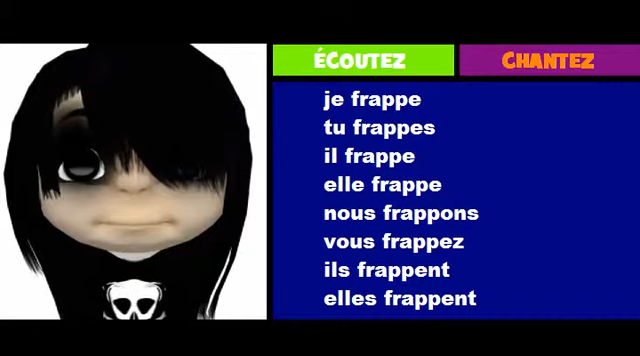 ÉCOUTEZ CHANTEZ
je frappe
tu frappes
il frappe
elle frappe
nous frappons
vous frappez
ils frappent
elles frappent